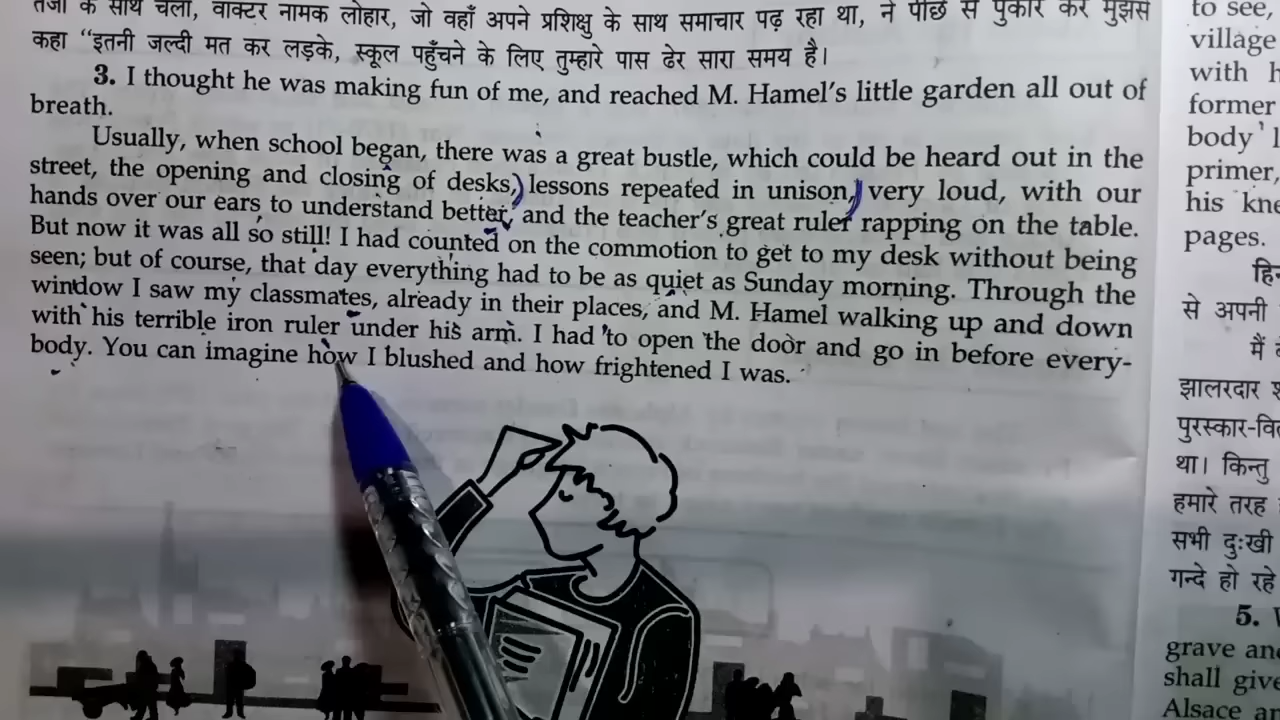 तेजी के साथ चला, वाक्टर नामक लोहार, जो वहाँ अपने प्रशिक्षु के साथ समाचार पढ़ रहा था, ने पीछे से पुकार कर मुझसे
कहा “इतनी जल्दी मत कर लड़के, स्कूल पहुँचने के लिए तुम्हारे पास ढेर सारा समय है।
3. I thought he was making fun of me, and reached M. Hamel’s little garden all out of
breath.
Usually, when school began, there was a great bustle, which could be heard out in the
street, the opening and closing of desks, lessons repeated in unison, very loud, with our
hands over our ears to understand better, and the teacher’s great ruler rapping on the table.
But now it was all so still! I had counted on the commotion to get to my desk without being
seen; but of course, that day everything had to be as quiet as Sunday morning. Through the
window I saw my classmates, already in their places, and M. Hamel walking up and down
with his terrible iron ruler under his arm. I had to open the door and go in before every-
body. You can imagine how I blushed and how frightened I was.
to see,
village
with
former
body
primer,
his
pages.
से अपनी
मैं
झालरदार
था। किन्तु
हमारे तरह
सभी दुःखी
गन्दे हो रहे
5.
grave
shall give
Alsace